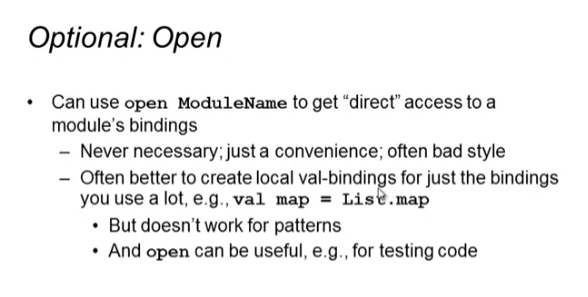 Optional: Open
• Can use open ModuleName to get “direct” access to a
module’s bindings
– Never necessary; just a convenience; often bad style
– Often better to create local val-bindings for just the bindings
you use a lot, e.g., val map = List.map
• But doesn’t work for patterns
• And open can be useful, e.g., for testing code